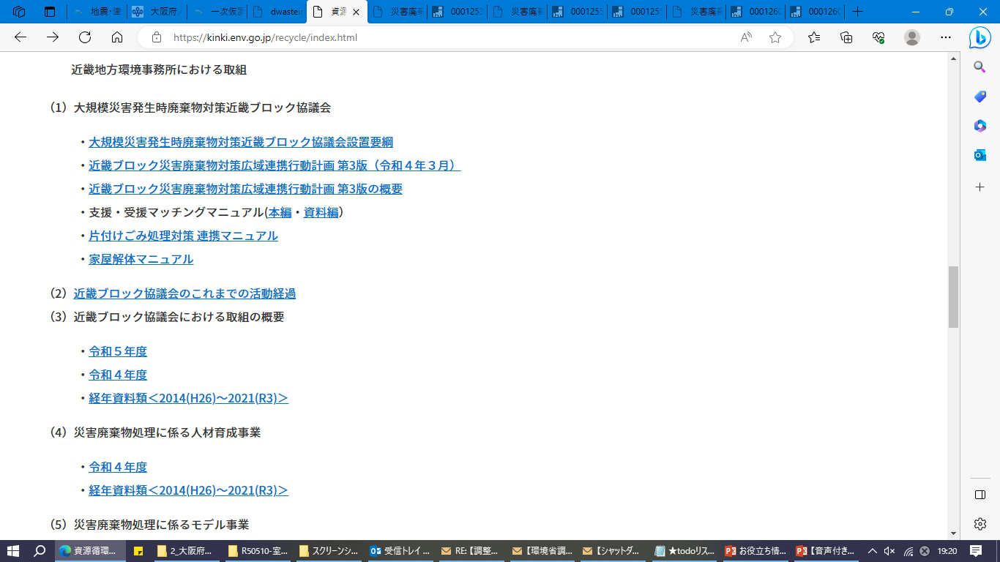 地震・津
大阪府
一次仮置
dwastein
資源
災害廃棄
000125
災害廃棄
000125
000125
災害廃棄
000126
000126
https://kinki.env.go.jp/recycle/index.html
近畿地方環境事務所における取組
（1）大規模災害発生時廃棄物対策近畿ブロック協議会
・大規模災害発生時廃棄物対策近畿ブロック協議会設置要綱
・近畿ブロック災害廃棄物対策広域連携行動計画 第3版（令和４年３月）
・近畿ブロック災害廃棄物対策広域連携行動計画 第3版の概要
・支援・受援マッチングマニュアル(本編・資料編）
・片付けごみ処理対策 連携マニュアル
・家屋解体マニュアル
（2）近畿ブロック協議会のこれまでの活動経過
（3）近畿ブロック協議会における取組の概要
・令和５年度
・令和４年度
・経年資料類＜2014(H26)～2021(R3)＞
（4）災害廃棄物処理に係る人材育成事業
・令和４年度
・経年資料類＜2014(H26)～2021(R3)＞
（5）災害廃棄物処理に係るモデル事業
資源循環...
2_大阪府...
R50510-室...
スクリーンシ...
受信トレイ ...
RE:【調整...
【環境省調...
【シャットダ...
★todoリス...
お役立ち情...
【音声付き...
19:20